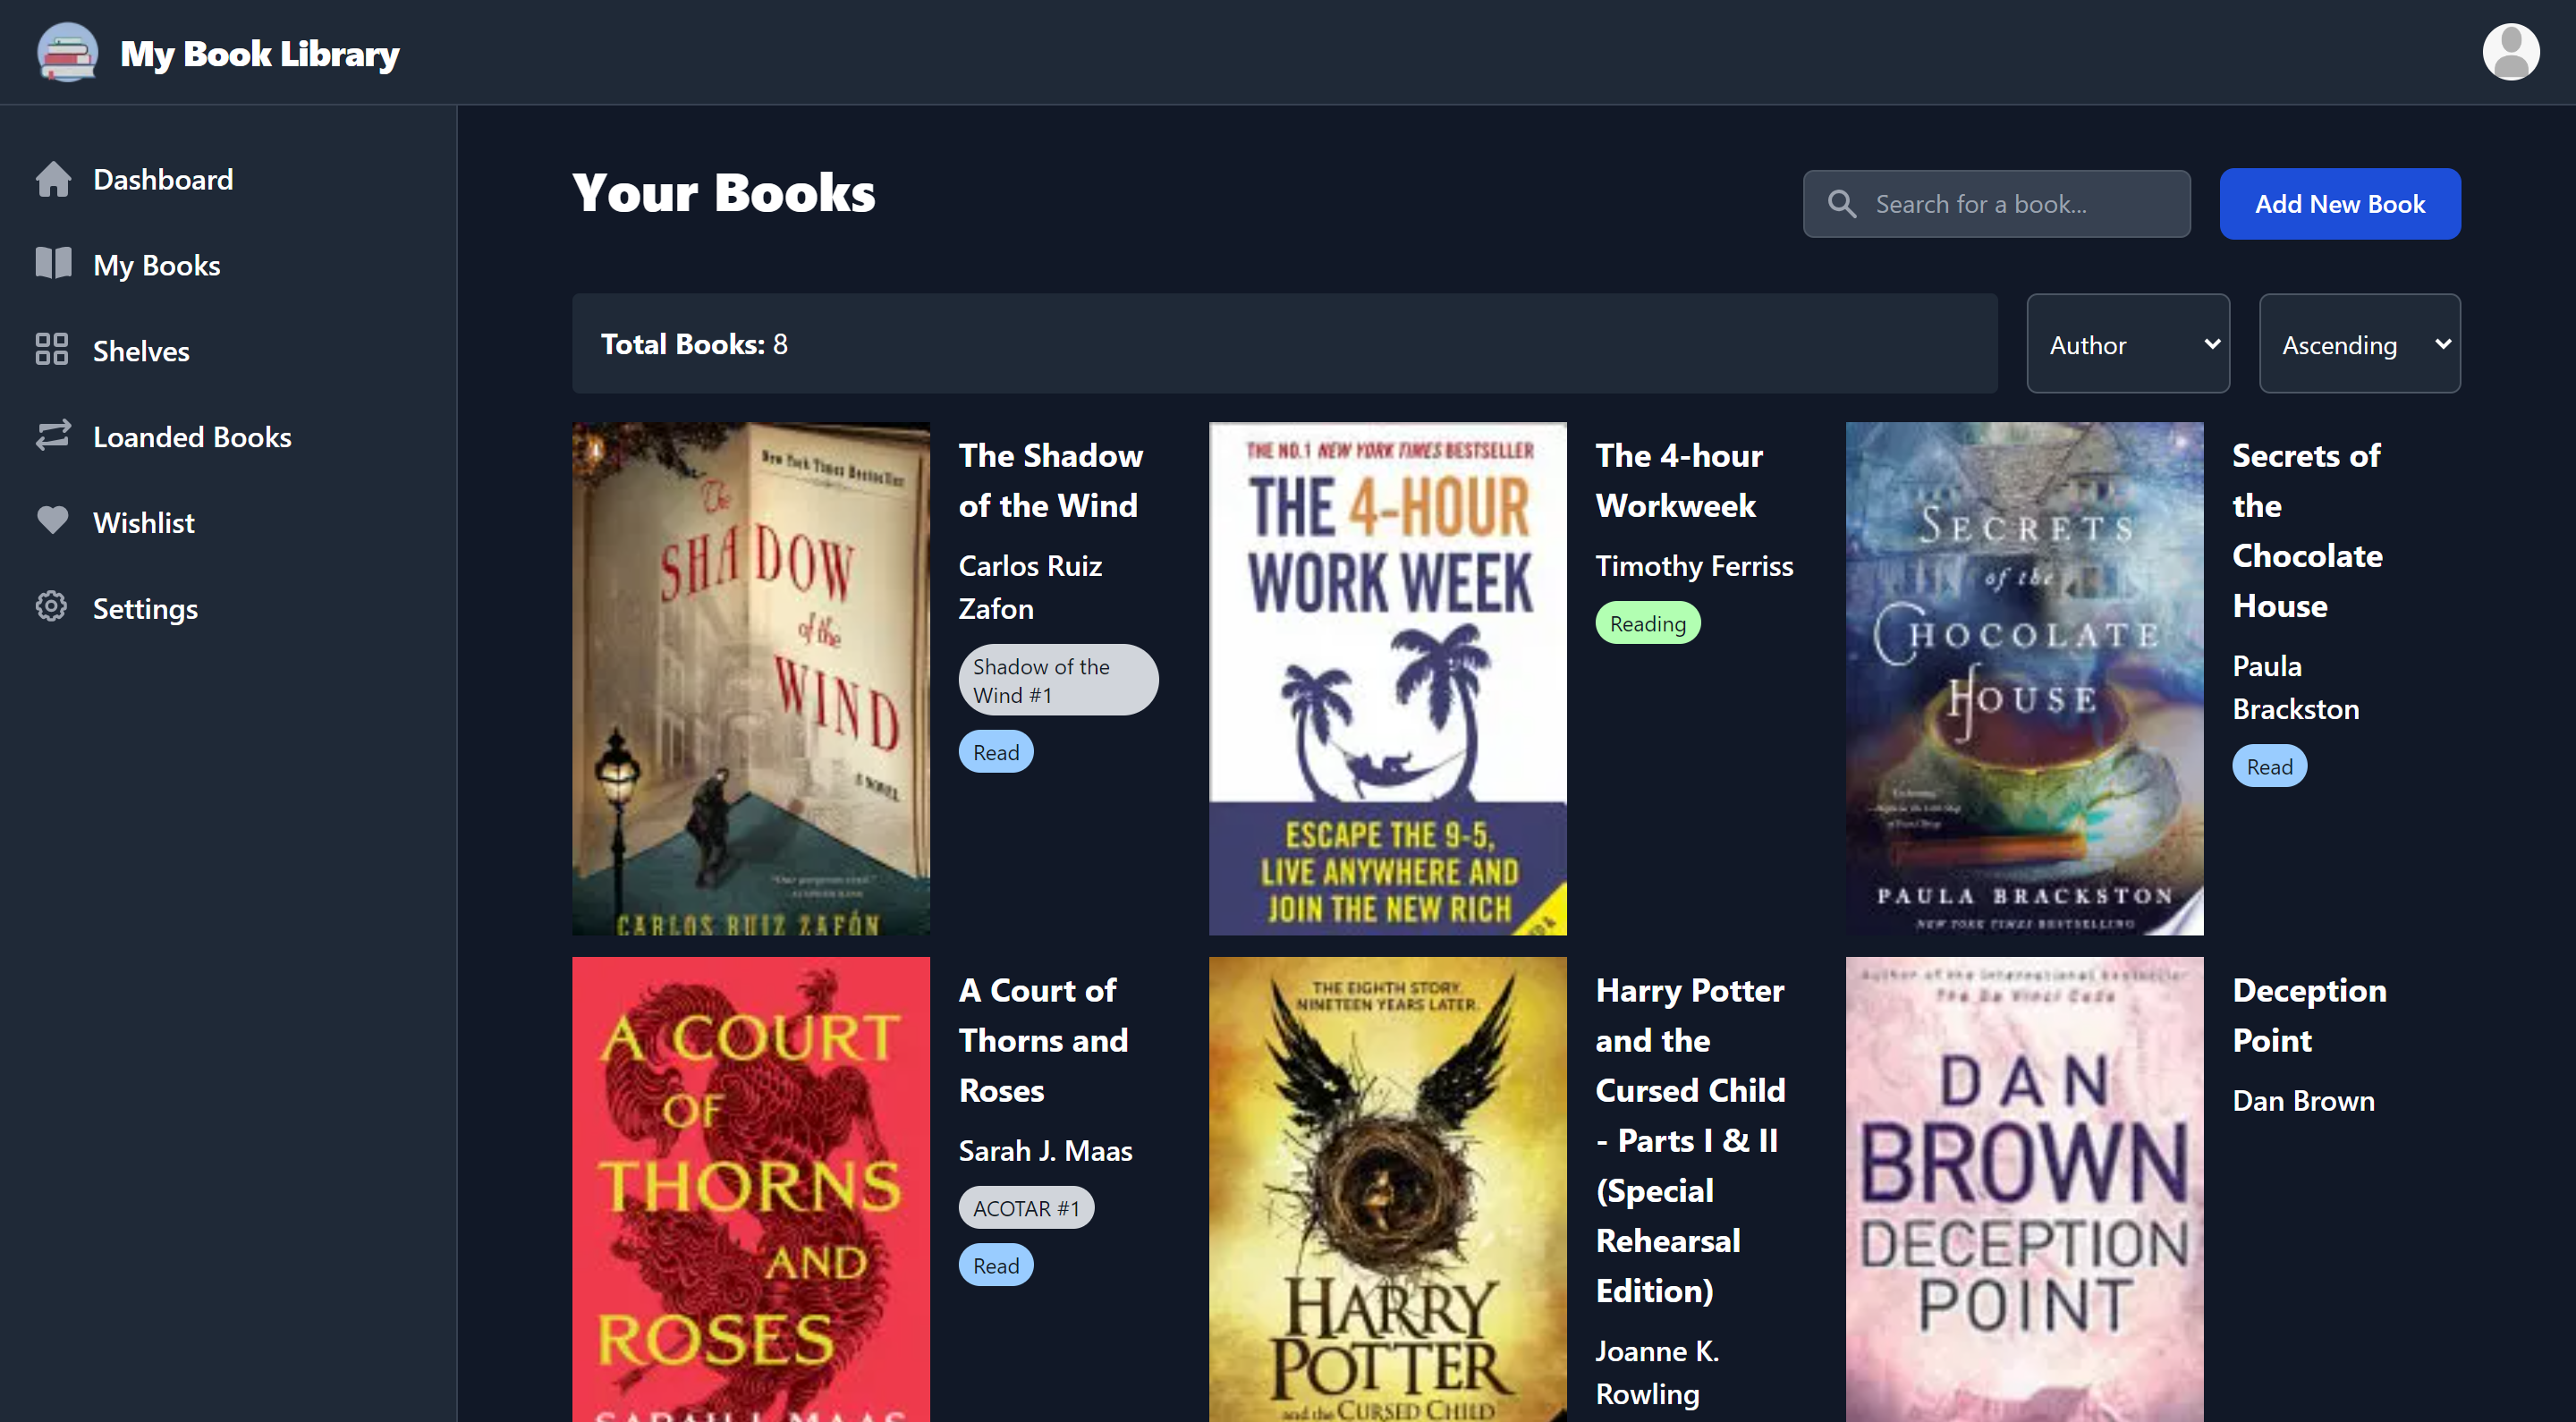 My Book Library
Dashboard
My Books
Shelves
Loanded Books
Wishlist
Settings
Your Books
Search for a book...
Add New Book
Total Books: 8
Author
Ascending
New York Times Bestseller
The
SHADOW
of the
WIND
A NOVEL
CARLOS RUIZ ZAFÓN
The Shadow
of the Wind
Carlos Ruiz
Zafon
Shadow of the
Wind #1
Read
THE NO.1 NEW YORK TIMES BESTSELLER
THE 4-HOUR
WORK WEEK
ESCAPE THE 9-5,
LIVE ANYWHERE AND
JOIN THE NEW RICH
The 4-hour
Workweek
Timothy Ferriss
Reading
SECRETS
of the
CHOCOLATE
HOUSE
PAULA BRACKSTON
NEW YORK TIMES BESTSELLING
Secrets of
the
Chocolate
House
Paula
Brackston
Read
A COURT
OF
THORNS
AND
ROSES
SARAH J. MAAS
A Court of
Thorns and
Roses
Sarah J. Maas
ACOTAR #1
Read
THE EIGHTH STORY.
NINETEEN YEARS LATER.
HARRY
POTTER
and the CURSED CHILD
Harry Potter
and the
Cursed Child
- Parts I & II
(Special
Rehearsal
Edition)
Joanne K.
Rowling
Author of the international bestseller
The Da Vinci Code
DAN
BROWN
DECEPTION
POINT
Deception
Point
Dan Brown